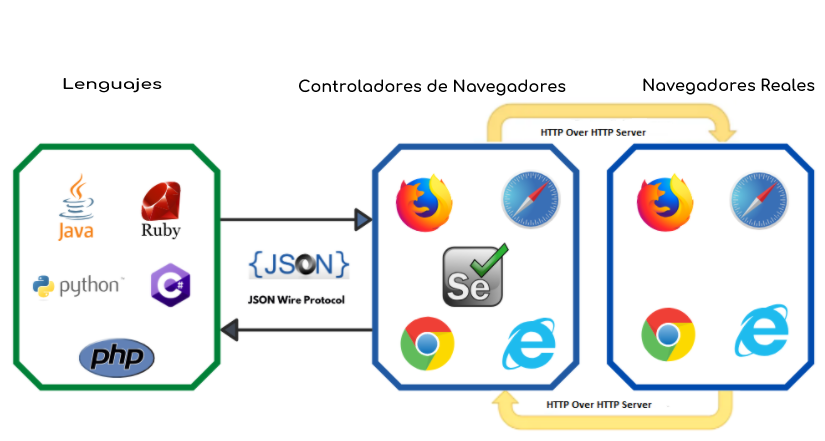 Lenguajes
Controladores de Navegadores
Navegadores Reales
HTTP Over HTTP Server
Java
Ruby
python™
C#
php
{JSON}
JSON Wire Protocol
Se
HTTP Over HTTP Server